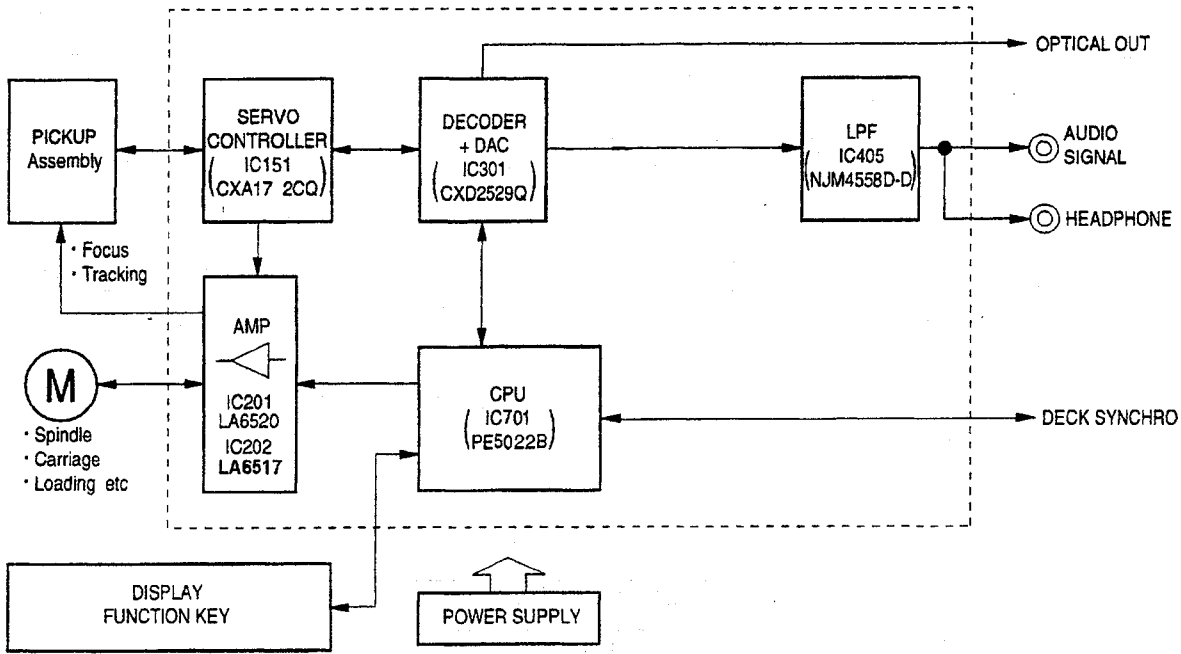 OPTICAL OUT
PICKUP
Assembly
SERVO
CONTROLLER
IC151
(CXA17 2CQ)
DECODER
+ DAC
IC301
(CXD2529Q)
LPF
IC405
(NJM4558D-D)
AUDIO
SIGNAL
HEADPHONE
· Focus
· Tracking
AMP
IC201
LA6520
IC202
LA6517
M
· Spindle
· Carriage
· Loading etc
CPU
IC701
(PE5022B)
DECK SYNCHRO
DISPLAY
FUNCTION KEY
POWER SUPPLY